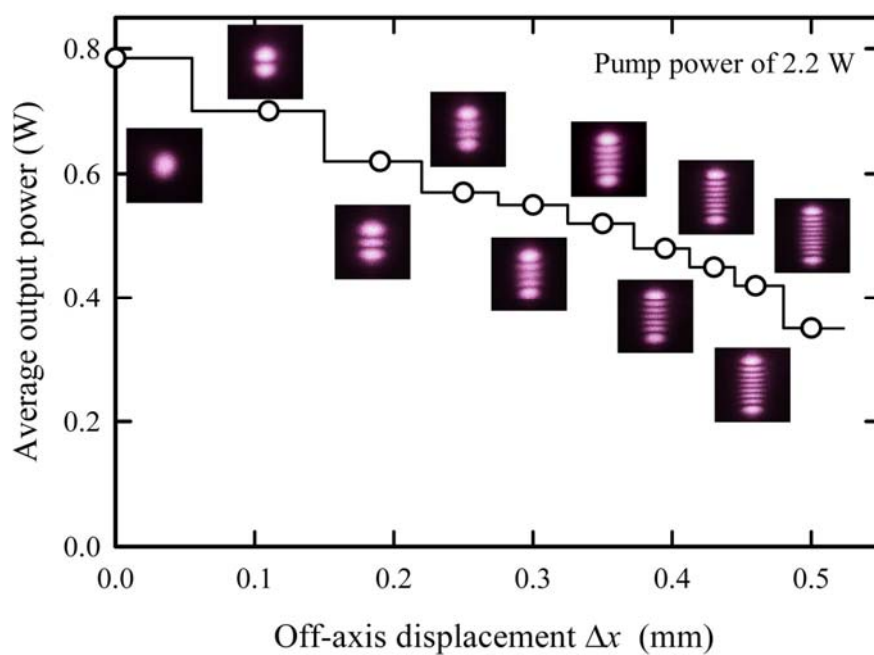 Pump power of 2.2 W
Average output power (W)
0.8
0.6
0.4
0.2
0.0
0.0 0.1 0.2 0.3 0.4 0.5
Off-axis displacement Δx (mm)